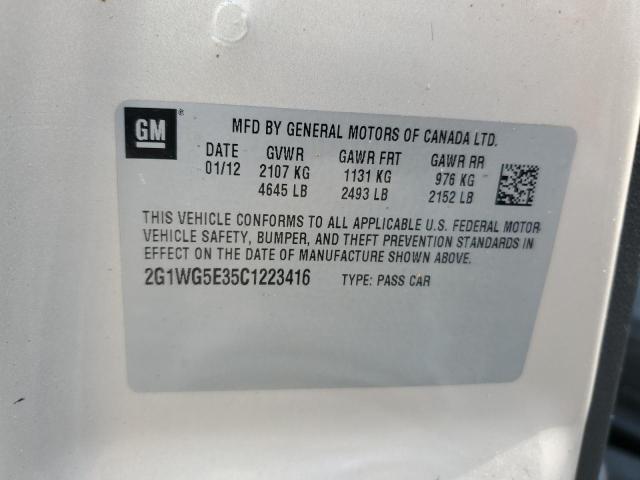 GM®
MFD BY GENERAL MOTORS OF CANADA LTD.
DATE GVWR GAWR FRT GAWR RR
01/12 2107 KG 1131 KG 976 KG
4645 LB 2493 LB 2152 LB
THIS VEHICLE CONFORMS TO ALL APPLICABLE U.S. FEDERAL MOTOR
VEHICLE SAFETY, BUMPER, AND THEFT PREVENTION STANDARDS IN
EFFECT ON THE DATE OF MANUFACTURE SHOWN ABOVE.
2G1WG5E35C1223416 TYPE: PASS CAR